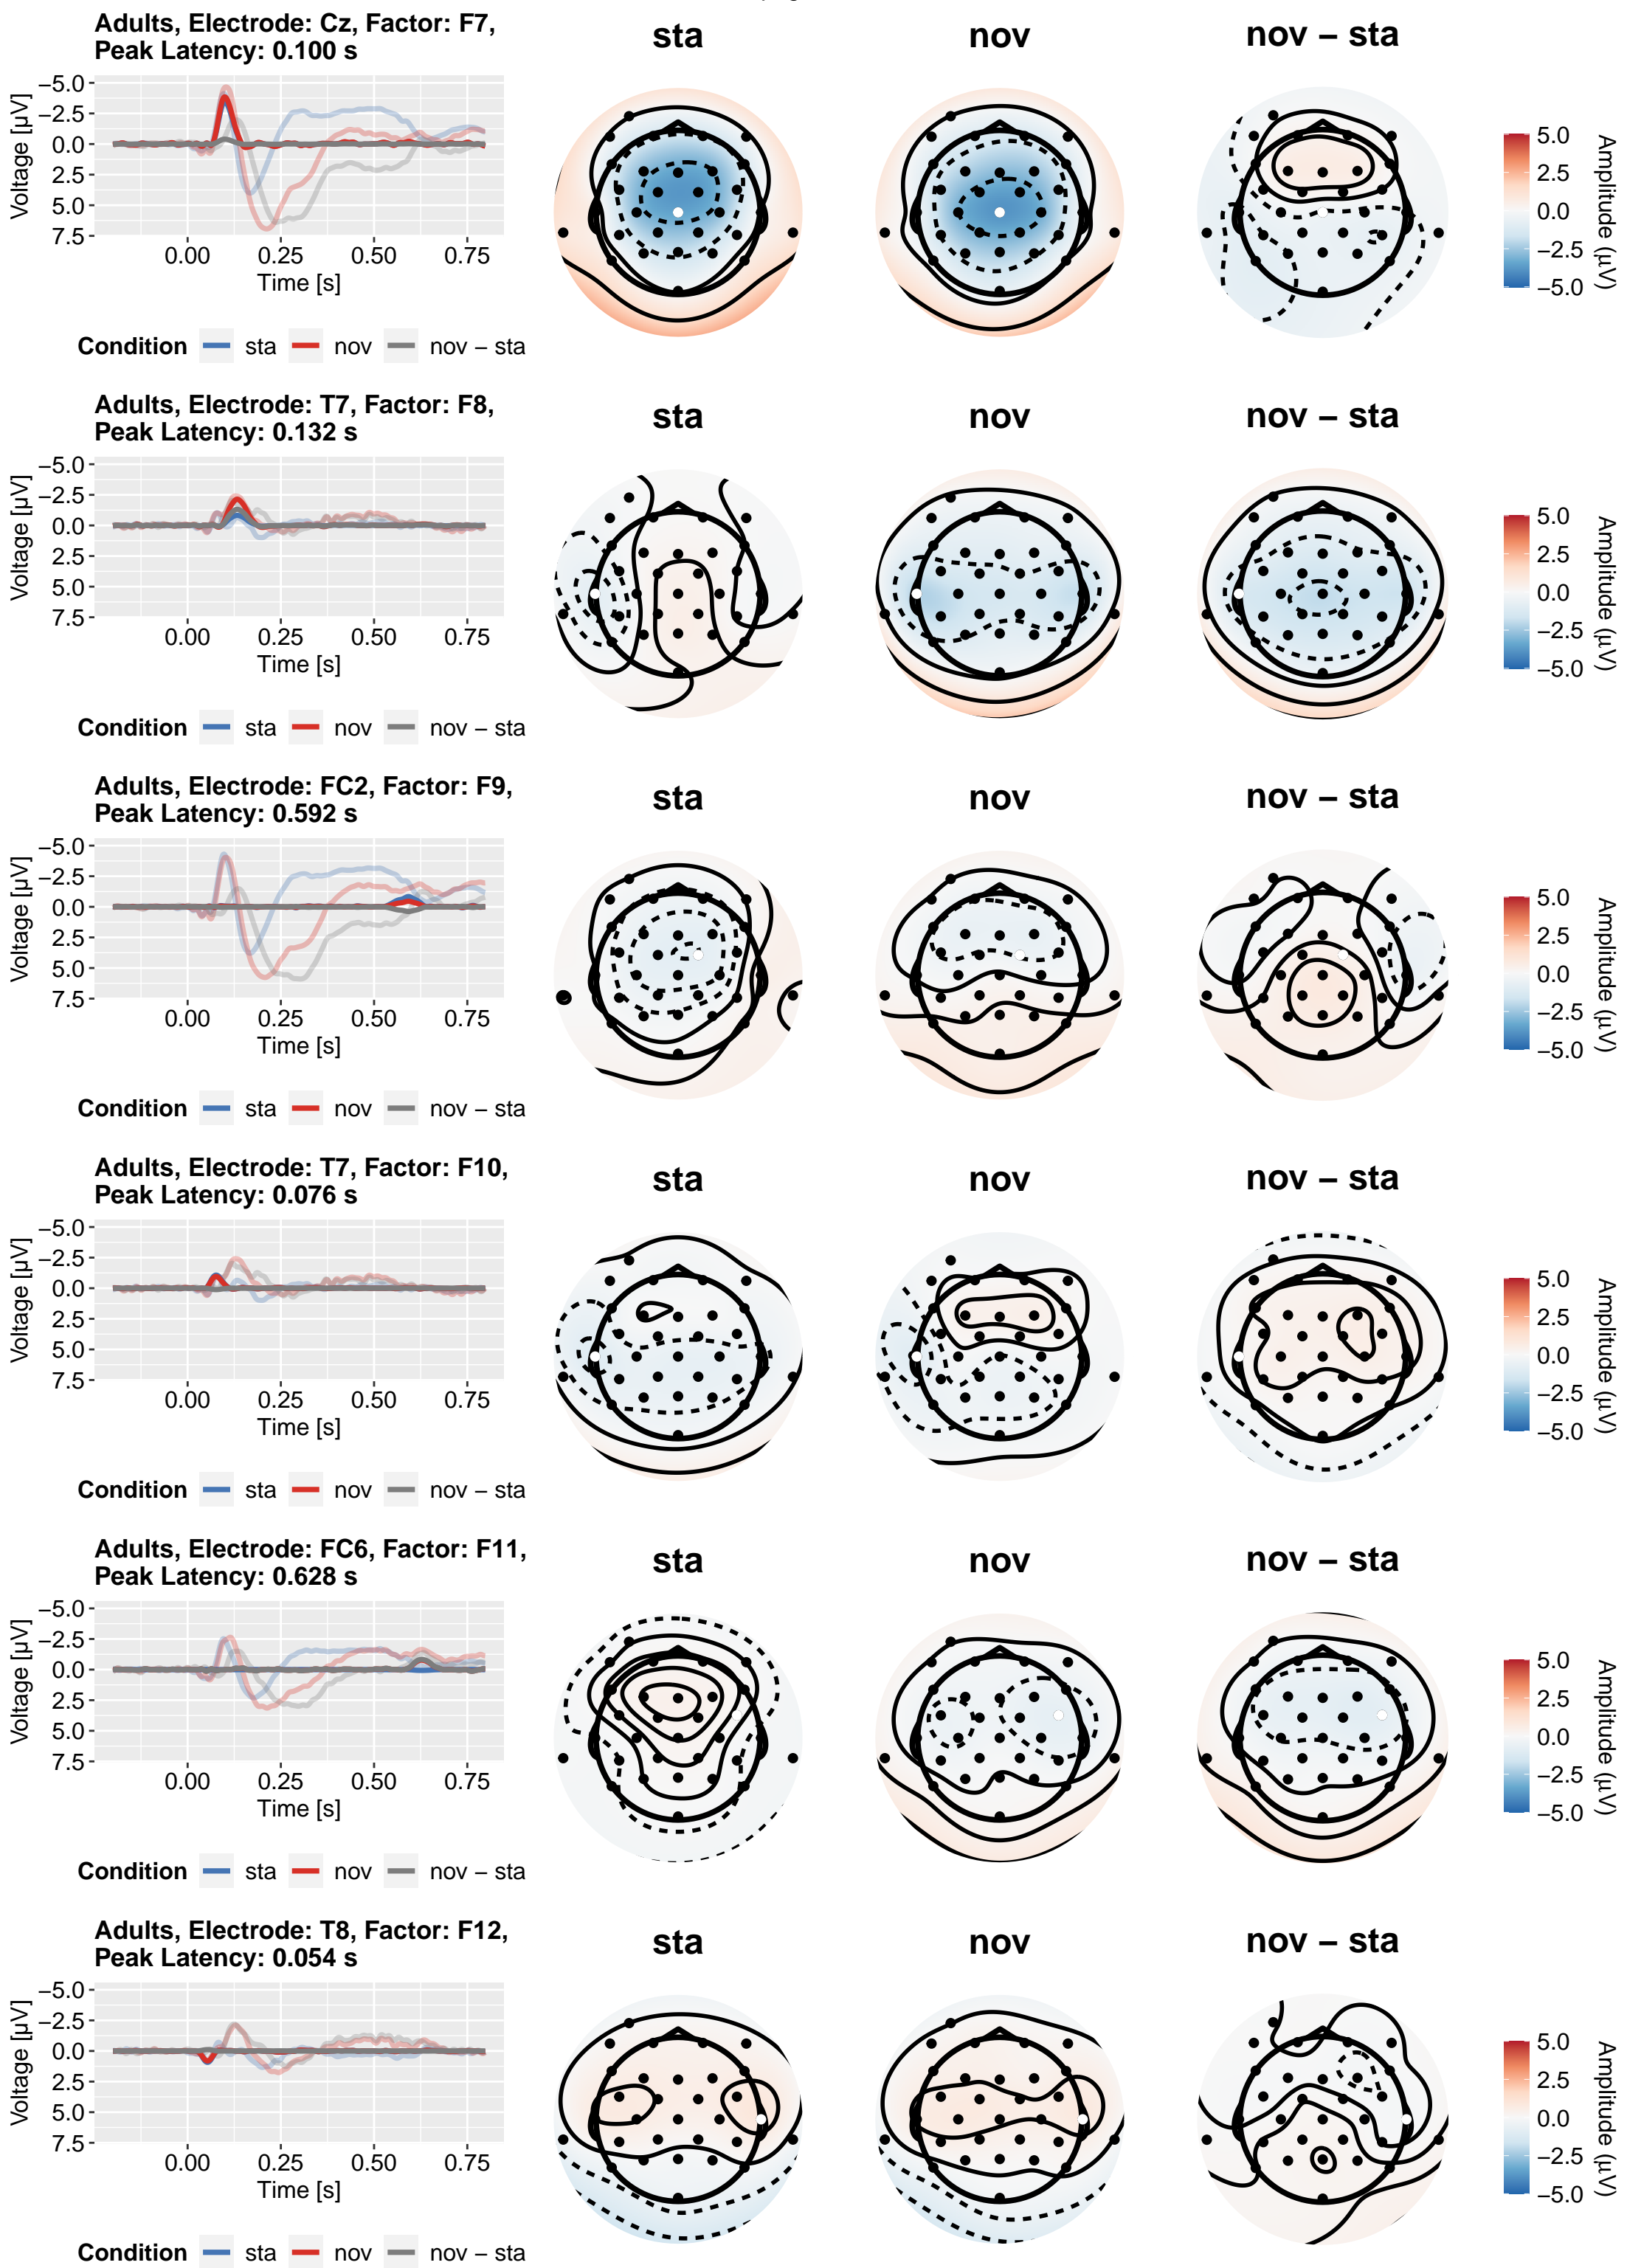 Adults, Electrode: Cz, Factor: F7,
Peak Latency: 0.100 s
sta
nov
nov – sta
Voltage [µV]
−5.0
−2.5
0.0
2.5
5.0
7.5
0.00 0.25 0.50 0.75
Time [s]
Condition sta nov nov – sta
5.0
2.5
0.0
−2.5
−5.0
Amplitude (µV)
Adults, Electrode: T7, Factor: F8,
Peak Latency: 0.132 s
sta
nov
nov – sta
Voltage [µV]
−5.0
−2.5
0.0
2.5
5.0
7.5
0.00 0.25 0.50 0.75
Time [s]
Condition sta nov nov – sta
5.0
2.5
0.0
−2.5
−5.0
Amplitude (µV)
Adults, Electrode: FC2, Factor: F9,
Peak Latency: 0.592 s
sta
nov
nov – sta
Voltage [µV]
−5.0
−2.5
0.0
2.5
5.0
7.5
0.00 0.25 0.50 0.75
Time [s]
Condition sta nov nov – sta
5.0
2.5
0.0
−2.5
−5.0
Amplitude (µV)
Adults, Electrode: T7, Factor: F10,
Peak Latency: 0.076 s
sta
nov
nov – sta
Voltage [µV]
−5.0
−2.5
0.0
2.5
5.0
7.5
0.00 0.25 0.50 0.75
Time [s]
Condition sta nov nov – sta
5.0
2.5
0.0
−2.5
−5.0
Amplitude (µV)
Adults, Electrode: FC6, Factor: F11,
Peak Latency: 0.628 s
sta
nov
nov – sta
Voltage [µV]
−5.0
−2.5
0.0
2.5
5.0
7.5
0.00 0.25 0.50 0.75
Time [s]
Condition sta nov nov – sta
5.0
2.5
0.0
−2.5
−5.0
Amplitude (µV)
Adults, Electrode: T8, Factor: F12,
Peak Latency: 0.054 s
sta
nov
nov – sta
Voltage [µV]
−5.0
−2.5
0.0
2.5
5.0
7.5
0.00 0.25 0.50 0.75
Time [s]
Condition sta nov nov – sta
5.0
2.5
0.0
−2.5
−5.0
Amplitude (µV)